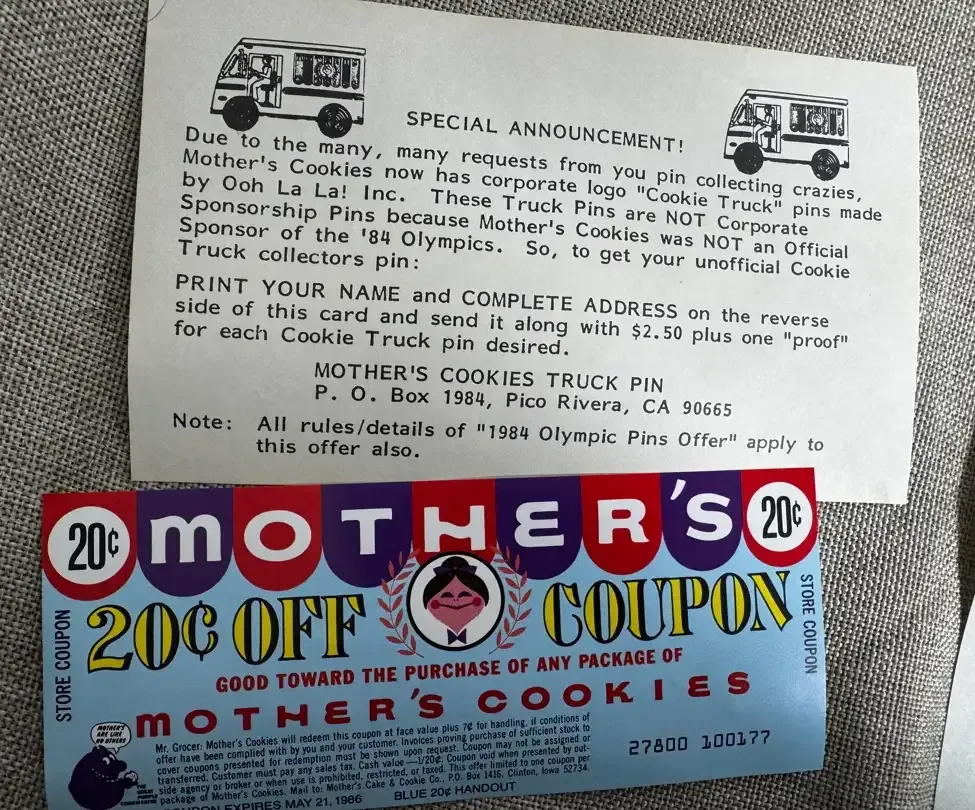 SPECIAL ANNOUNCEMENT!
Due to the many, many requests from you pin collecting crazies,
Mother's Cookies now has corporate logo "Cookie Truck" pins made
by Ooh La La! Inc. These Truck Pins are NOT Corporate
Sponsorship Pins because Mother's Cookies was NOT an Official
Sponsor of the '84 Olympics. So, to get your unofficial Cookie
Truck collectors pin:
PRINT YOUR NAME and COMPLETE ADDRESS on the reverse
side of this card and send it along with $2.50 plus one "proof"
for each Cookie Truck pin desired.
MOTHER'S COOKIES TRUCK PIN
P. O. Box 1984, Pico Rivera, CA 90665
Note: All rules/details of "1984 Olympic Pins Offer" apply to
this offer also.
20¢ MOTHER'S 20¢
20¢ OFF COUPON
STORE COUPON
STORE COUPON
GOOD TOWARD THE PURCHASE OF ANY PACKAGE OF
MOTHER'S COOKIES
MOTHER'S
ARE LIKE
NO OTHERS
THE
GREAT
PURPLE
COOKIE EATER
Mr. Grocer: Mother's Cookies will redeem this coupon at face value plus 7¢ for handling, if conditions of
offer have been complied with by you and your customer. Invoices proving purchase of sufficient stock to
cover coupons presented for redemption must be shown upon request. Coupon may not be assigned or
transferred. Customer must pay any sales tax. Cash value—1/20¢. Coupon void when presented by out-
side agency or broker or when use is prohibited, restricted, or taxed. This offer limited to one coupon per
package of Mother's Cookies. Mail to: Mother's Cake & Cookie Co., P.O. Box 1416, Clinton, Iowa 52734.
COUPON EXPIRES MAY 21, 1986 BLUE 20¢ HANDOUT
27800 100177